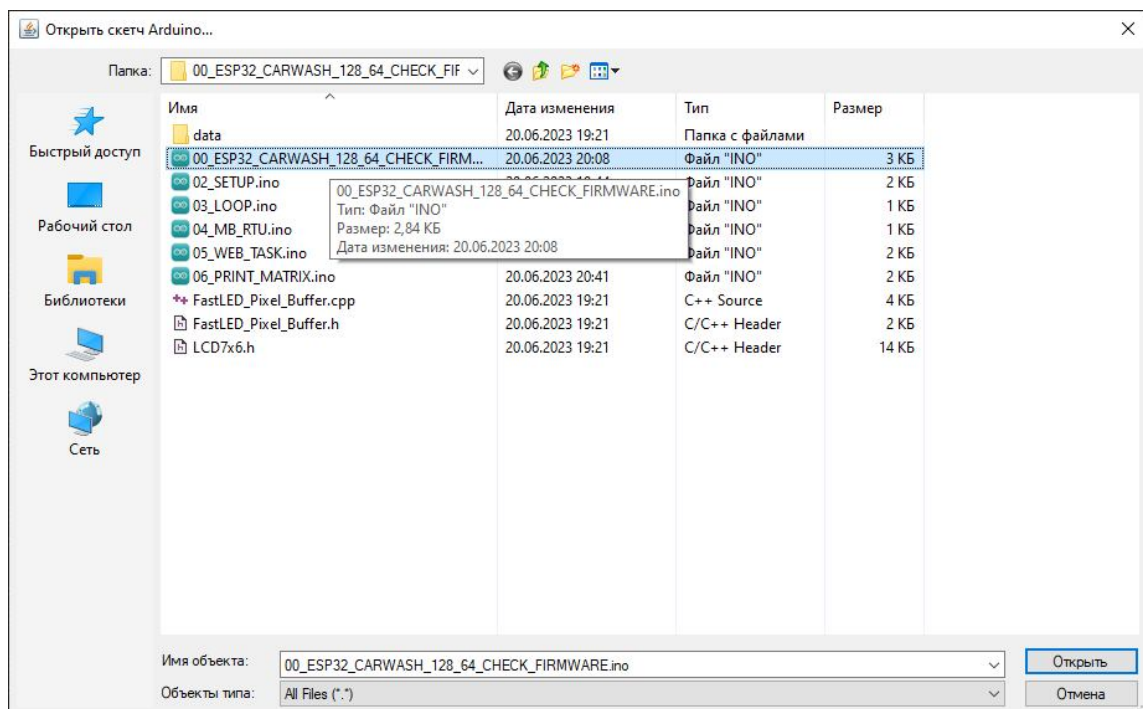 Открыть скетч Arduino...
Папка: 00_ESP32_CARWASH_128_64_CHECK_FIF
Быстрый доступ
Рабочий стол
Библиотеки
Этот компьютер
Сеть
Имя Дата изменения Тип Размер
data 20.06.2023 19:21 Папка с файлами
00_ESP32_CARWASH_128_64_CHECK_FIRM... 20.06.2023 20:08 Файл "INO" 3 КБ
02_SETUP.ino Файл "INO" 2 КБ
03_LOOP.ino Файл "INO" 1 КБ
04_MB_RTU.ino Файл "INO" 1 КБ
05_WEB_TASK.ino Файл "INO" 2 КБ
06_PRINT_MATRIX.ino 20.06.2023 20:41 Файл "INO" 2 КБ
FastLED_Pixel_Buffer.cpp 20.06.2023 19:21 C++ Source 4 КБ
FastLED_Pixel_Buffer.h 20.06.2023 19:21 C/C++ Header 2 КБ
LCD7x6.h 20.06.2023 19:21 C/C++ Header 14 КБ
00_ESP32_CARWASH_128_64_CHECK_FIRMWARE.ino
Тип: Файл "INO"
Размер: 2,84 КБ
Дата изменения: 20.06.2023 20:08
Имя объекта: 00_ESP32_CARWASH_128_64_CHECK_FIRMWARE.ino Открыть
Объекты типа: All Files (*.*) Отмена